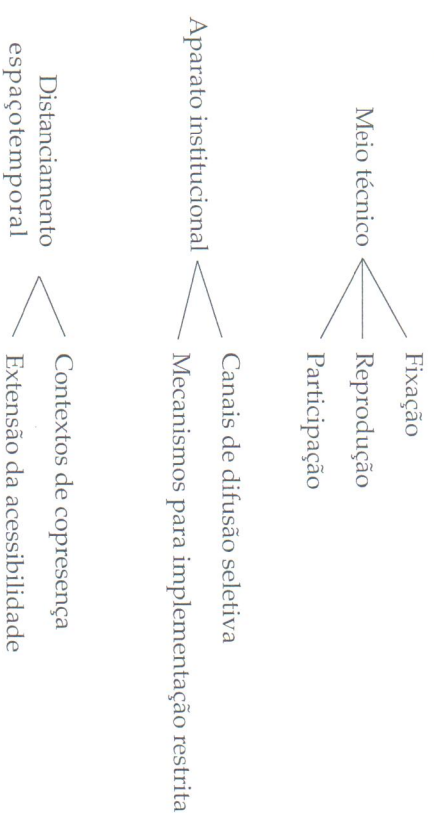 Meio técnico
Fixação
Reprodução
Participação
Aparato institucional
Canais de difusão seletiva
Mecanismos para implementação restrita
Distanciamento
espaçotemporal
Contextos de copresença
Extensão da acessibilidade